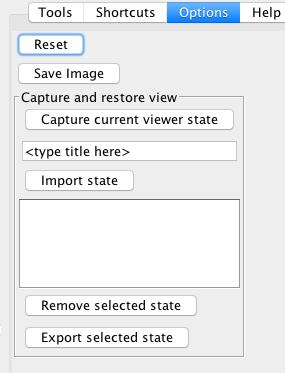 Tools Shortcuts Options Help
Reset
Save Image
Capture and restore view
Capture current viewer state
<type title here>
Import state
Remove selected state
Export selected state